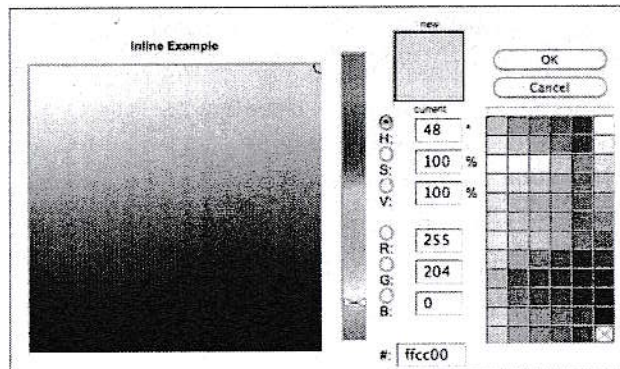 Inline Example
new
current
OK
Cancel
H: 48 °
S: 100 %
V: 100 %
R: 255
G: 204
B: 0
#: ffcc00